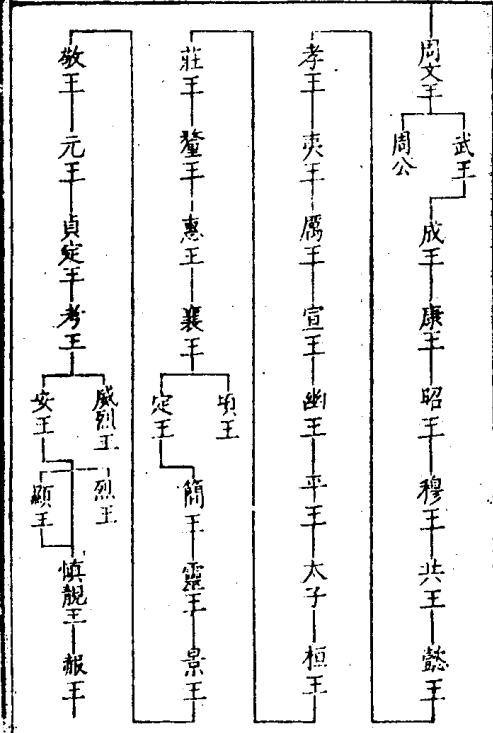 周文王
武王
周公
成王
康王
昭王
穆王
共王
懿王
孝王
夷王
厲王
宣王
幽王
平王
太子
桓王
莊王
釐王
惠王
襄王
頃王
定王
簡王
靈王
景王
敬王
元王
貞定王
考王
威烈王
安王
烈王
顯王
慎靚王
赧王